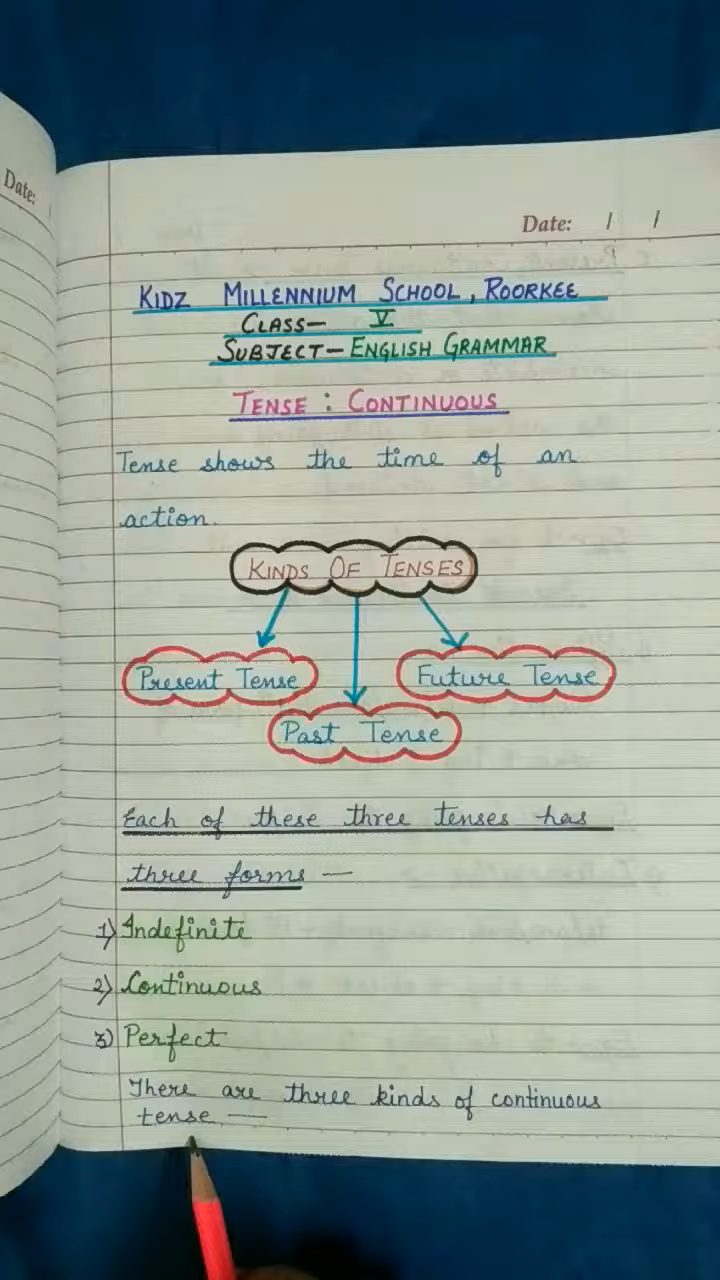 Date:
Date: / /
KIDZ MILLENNIUM SCHOOL, ROORKEE
CLASS- V
SUBJECT- ENGLISH GRAMMAR
TENSE : CONTINUOUS
Tense shows the time of an
action.
KINDS OF TENSES
Present Tense
Future Tense
Past Tense
Each of these three tenses has
three forms —
1) Indefinite
2) Continuous
3) Perfect
There are three kinds of continuous
tense. —